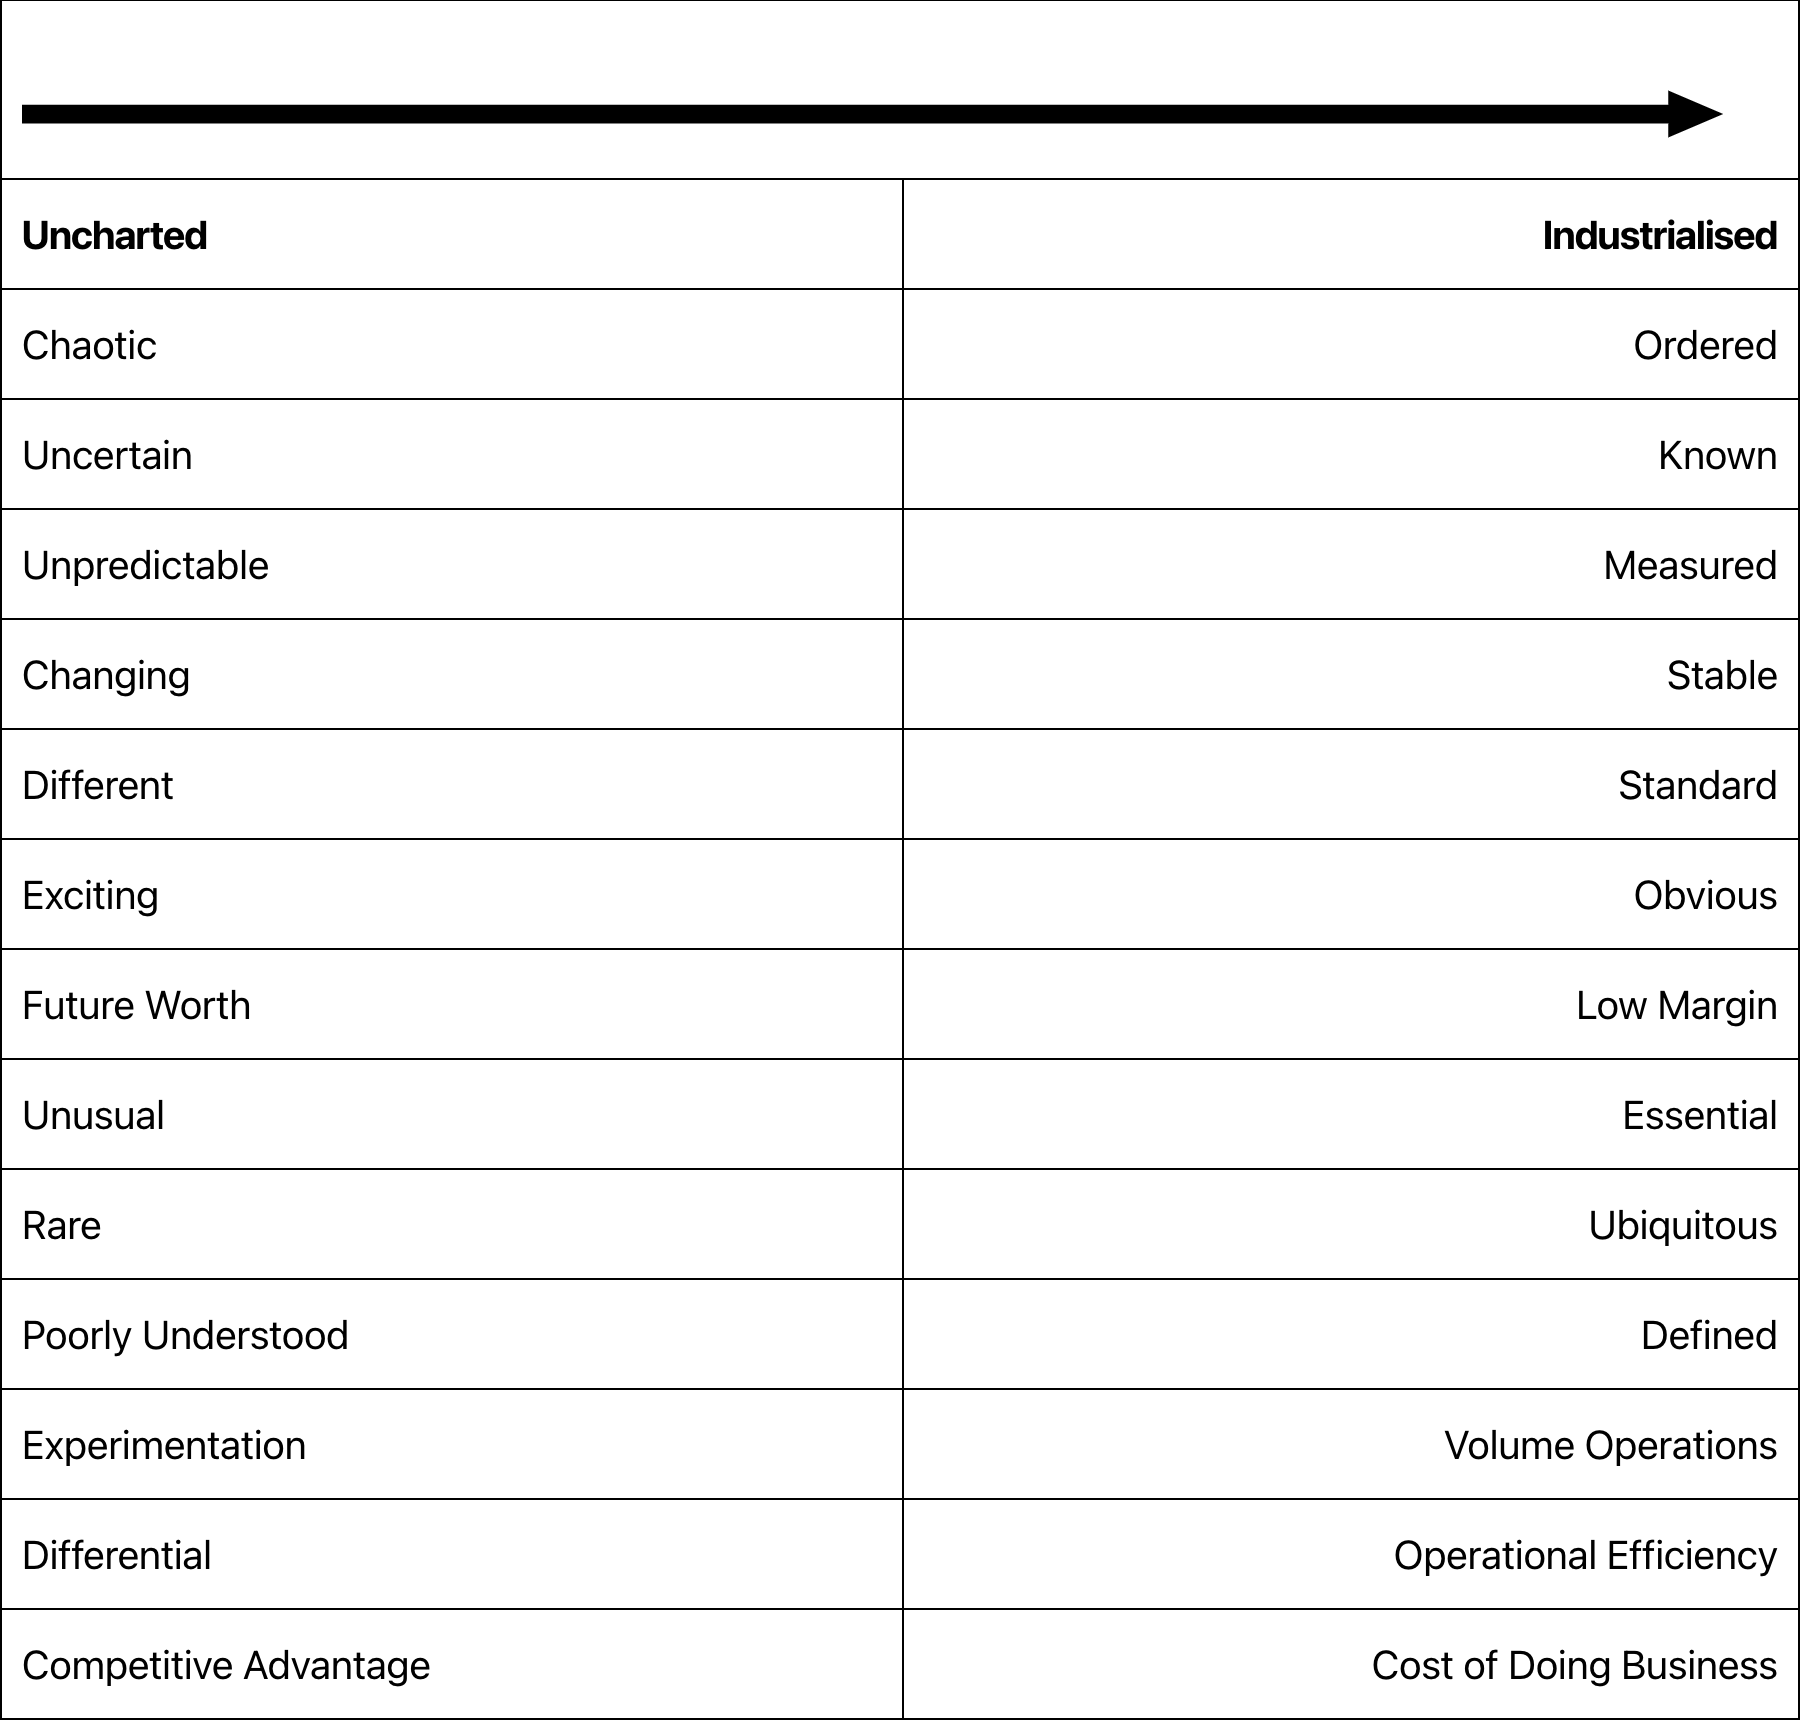 Uncharted Industrialised
Chaotic Ordered
Uncertain Known
Unpredictable Measured
Changing Stable
Different Standard
Exciting Obvious
Future Worth Low Margin
Unusual Essential
Rare Ubiquitous
Poorly Understood Defined
Experimentation Volume Operations
Differential Operational Efficiency
Competitive Advantage Cost of Doing Business